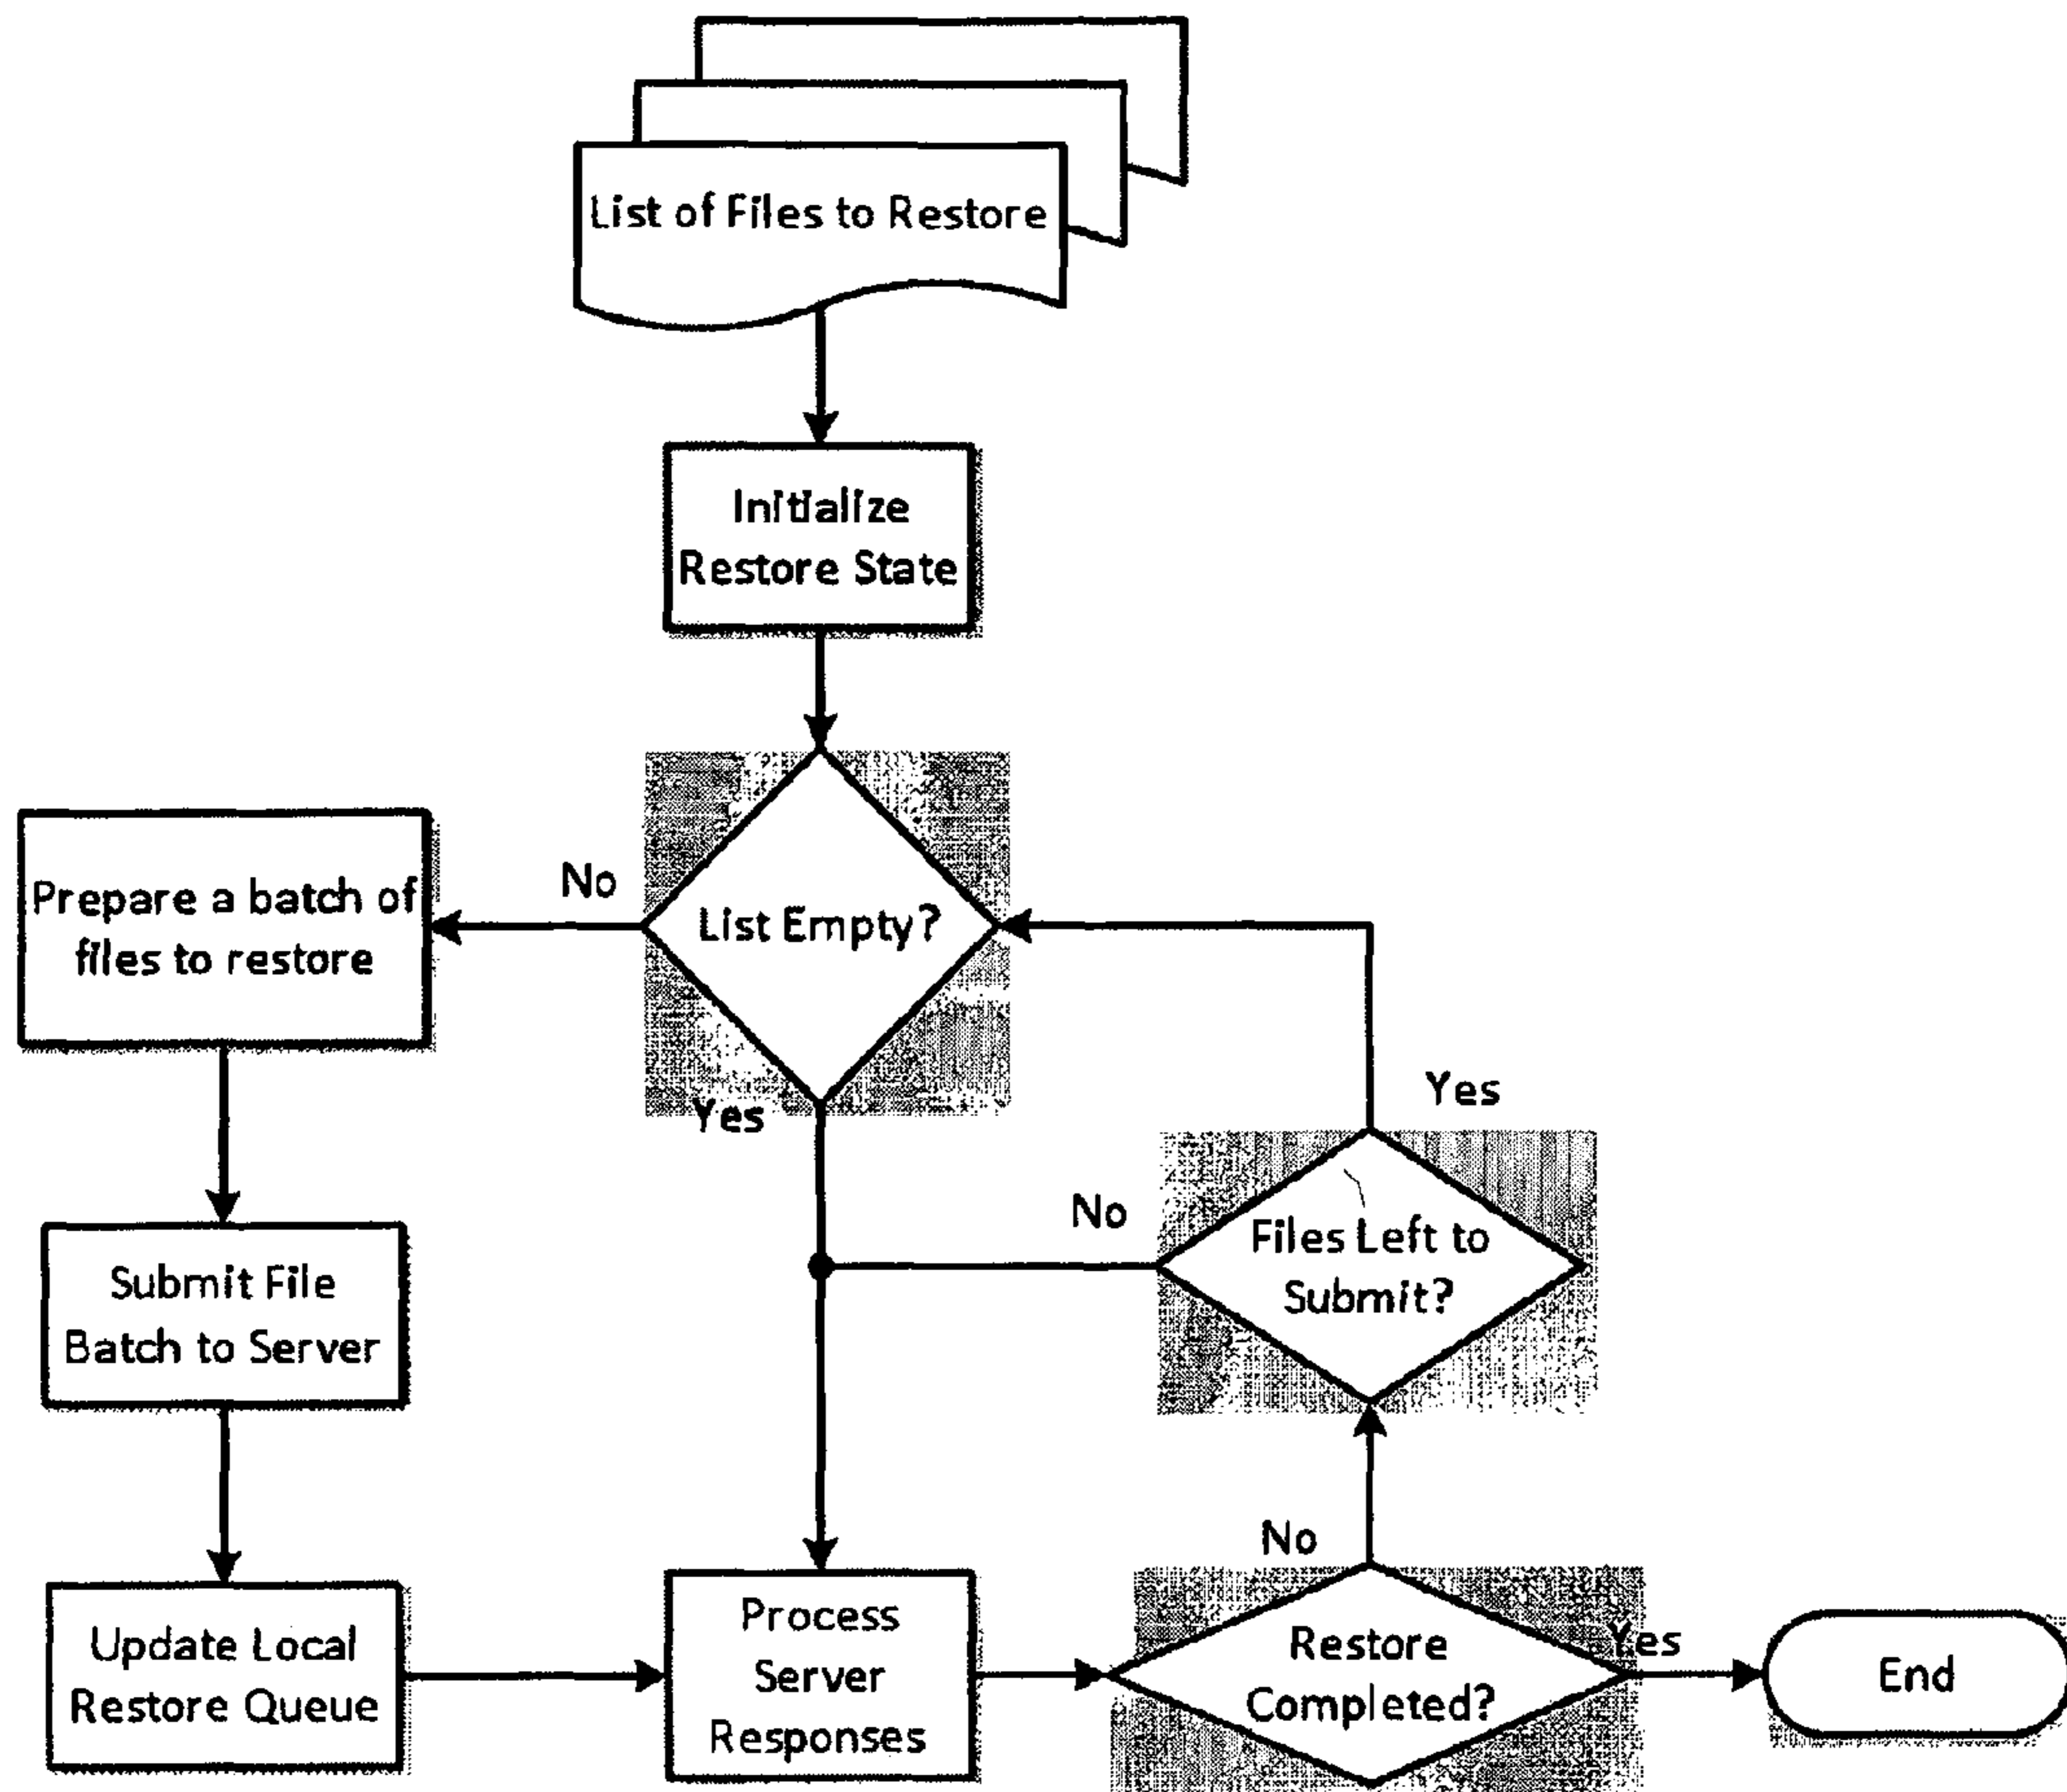 List of Files to Restore
Initialize
Restore State
List Empty?
No
Yes
Prepare a batch of
files to restore
Submit File
Batch to Server
Update Local
Restore Queue
Process
Server
Responses
Restore
Completed?
No
Yes
Files Left to
Submit?
No
Yes
End